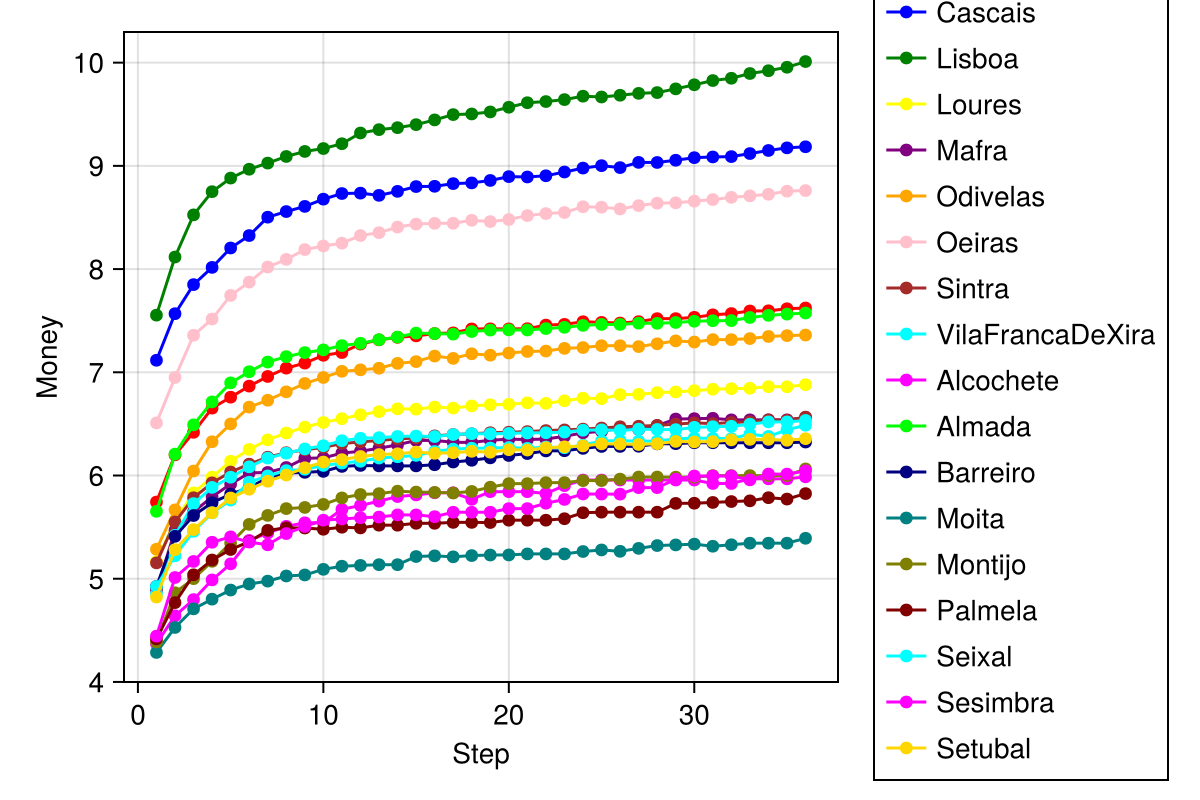 Cascais
Lisboa
Loures
Mafra
Odivelas
Oeiras
Sintra
VilaFrancaDeXira
Alcochete
Almada
Barreiro
Moita
Montijo
Palmela
Seixal
Sesimbra
Setubal
10
9
8
7
6
5
4
Money
0 10 20 30
Step